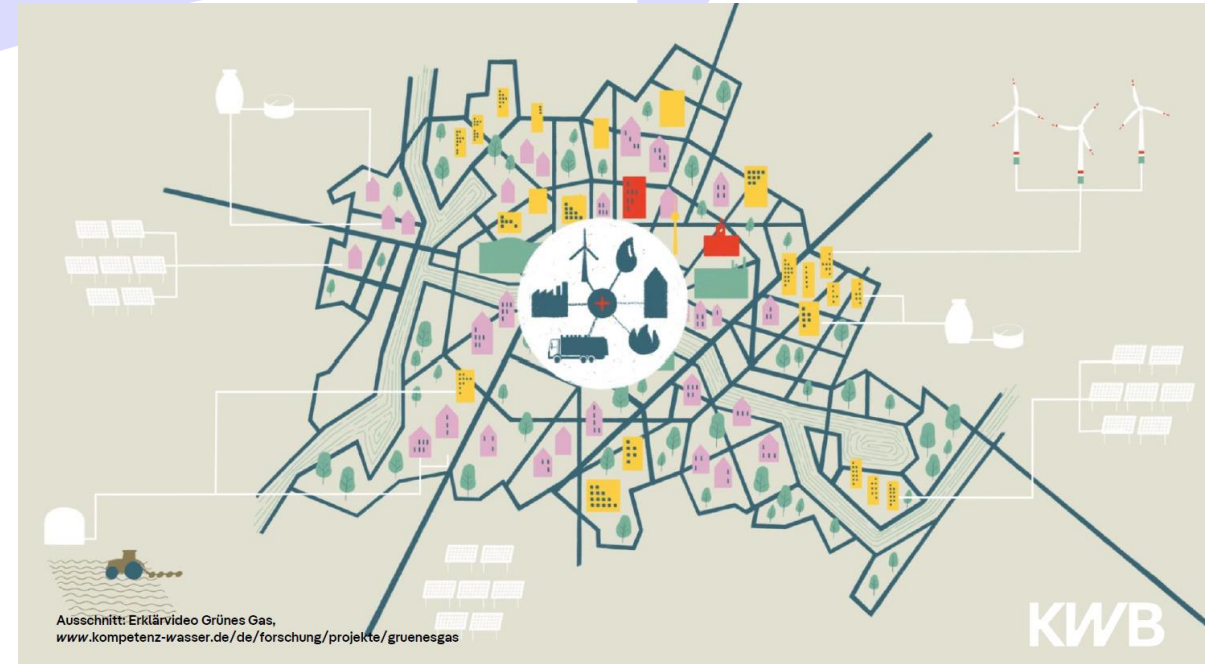 Ausschnitt: Erklärvideo Grünes Gas,
www.kompetenz-wasser.de/de/forschung/projekte/gruenesgas
KWB